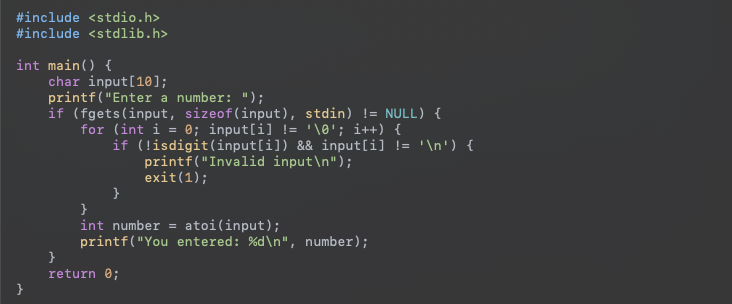 #include <stdio.h>
#include <stdlib.h>

int main() {
    char input[10];
    printf("Enter a number: ");
    if (fgets(input, sizeof(input), stdin) != NULL) {
        for (int i = 0; input[i] != '\0'; i++) {
            if (!isdigit(input[i]) && input[i] != '\n') {
                printf("Invalid input\n");
                exit(1);
            }
        }
        int number = atoi(input);
        printf("You entered: %d\n", number);
    }
    return 0;
}